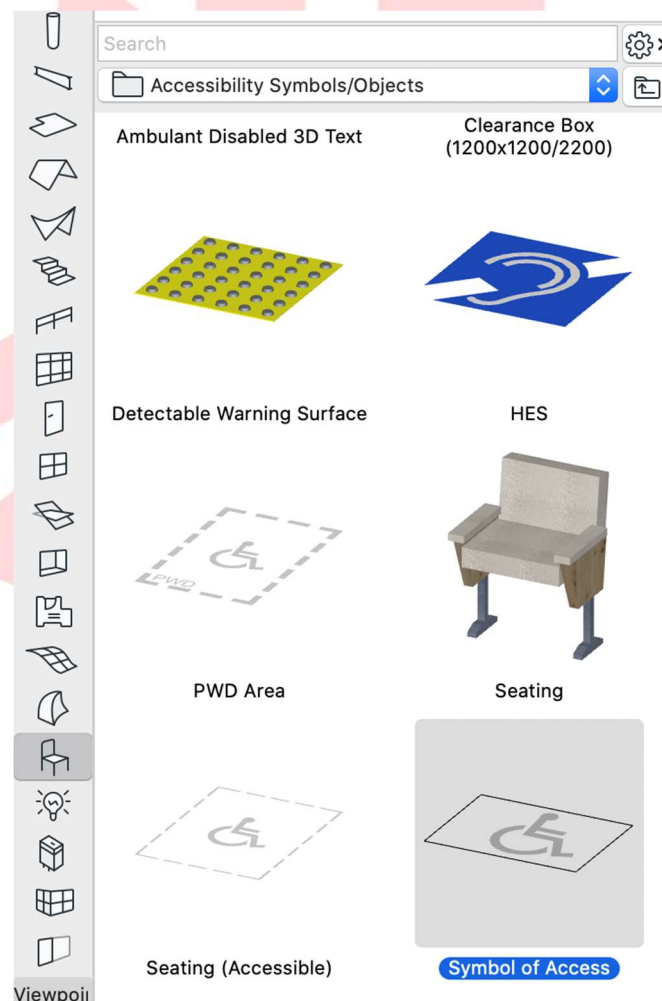 Search
Accessibility Symbols/Objects
Ambulant Disabled 3D Text
Clearance Box
(1200x1200/2200)
Detectable Warning Surface
HES
PWD
PWD Area
Seating
Seating (Accessible)
Symbol of Access